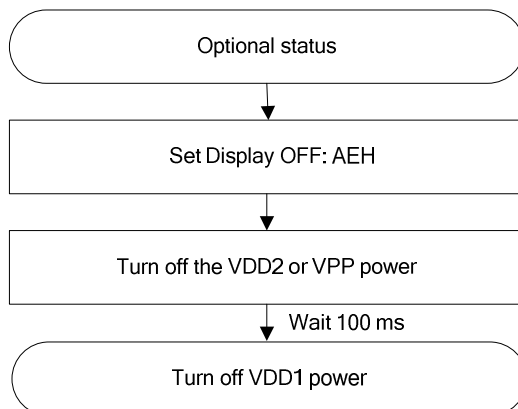 Optional status
Set Display OFF: AEH
Turn off the VDD2 or VPP power
Wait 100 ms
Turn off VDD1 power